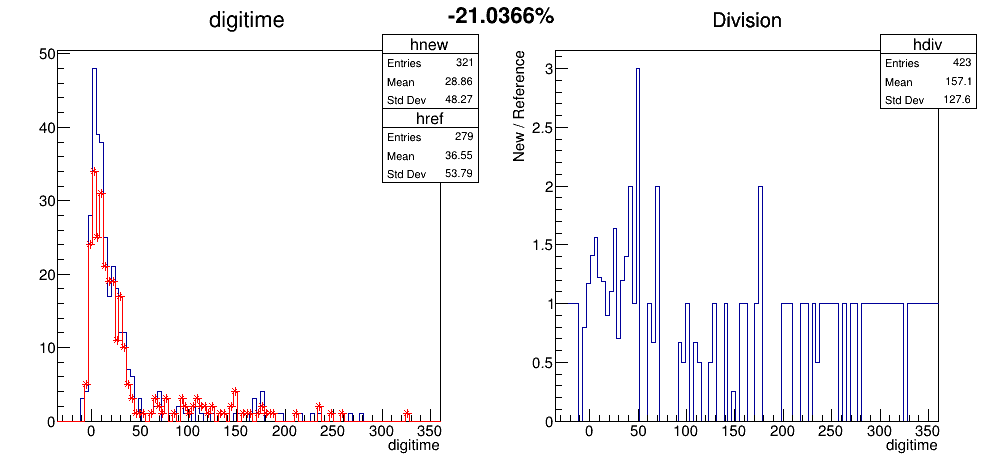 -21.0366%
digitime
hnew
Entries 321
Mean 28.86
Std Dev 48.27
href
Entries 279
Mean 36.55
Std Dev 53.79
50
40
30
20
10
0
0 50 100 150 200 250 300 350
digitime
Division
hdiv
Entries 423
Mean 157.1
Std Dev 127.6
New / Reference
3
2.5
2
1.5
1
0.5
0
0 50 100 150 200 250 300 350
digitime